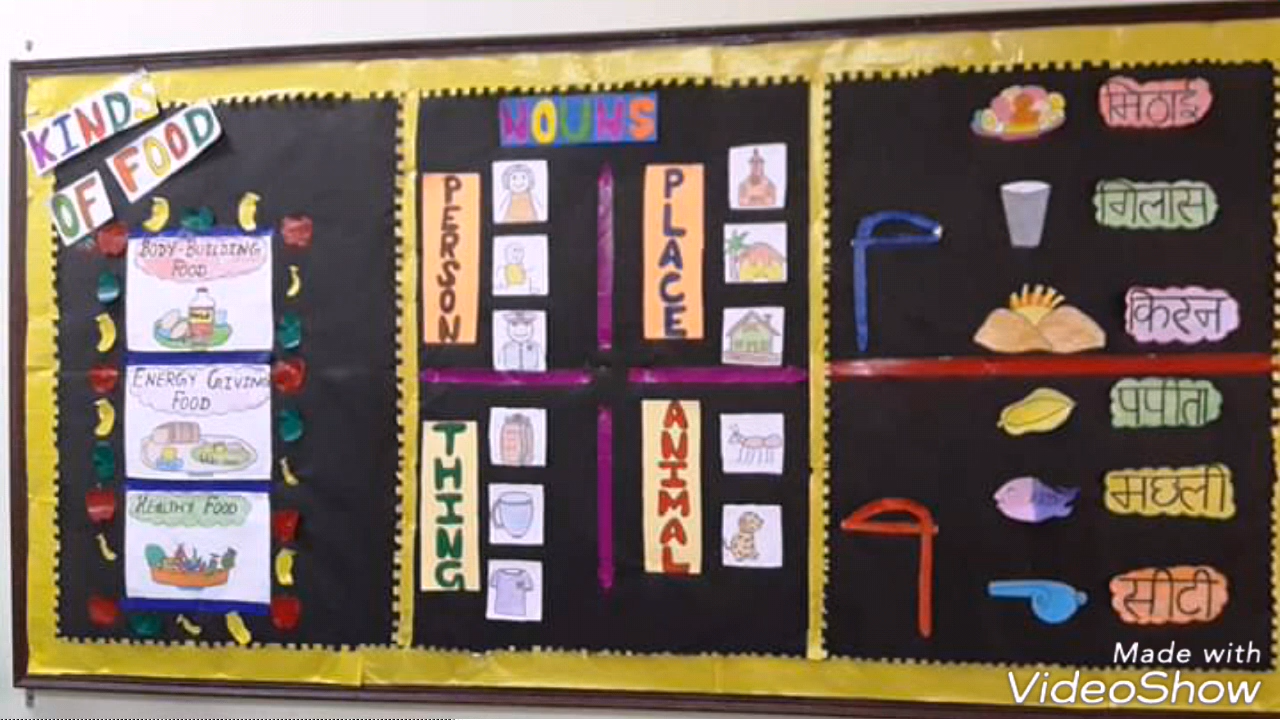 KINDS
OF FOOD
BODY-BUILDING
FOOD
ENERGY GIVING
FOOD
HEALTHY FOOD
NOUNS
PERSON
PLACE
THING
ANIMAL
ि
मिठाई
गिलास
किरन
ी
पपीता
मछली
सीटी
Made with
VideoShow